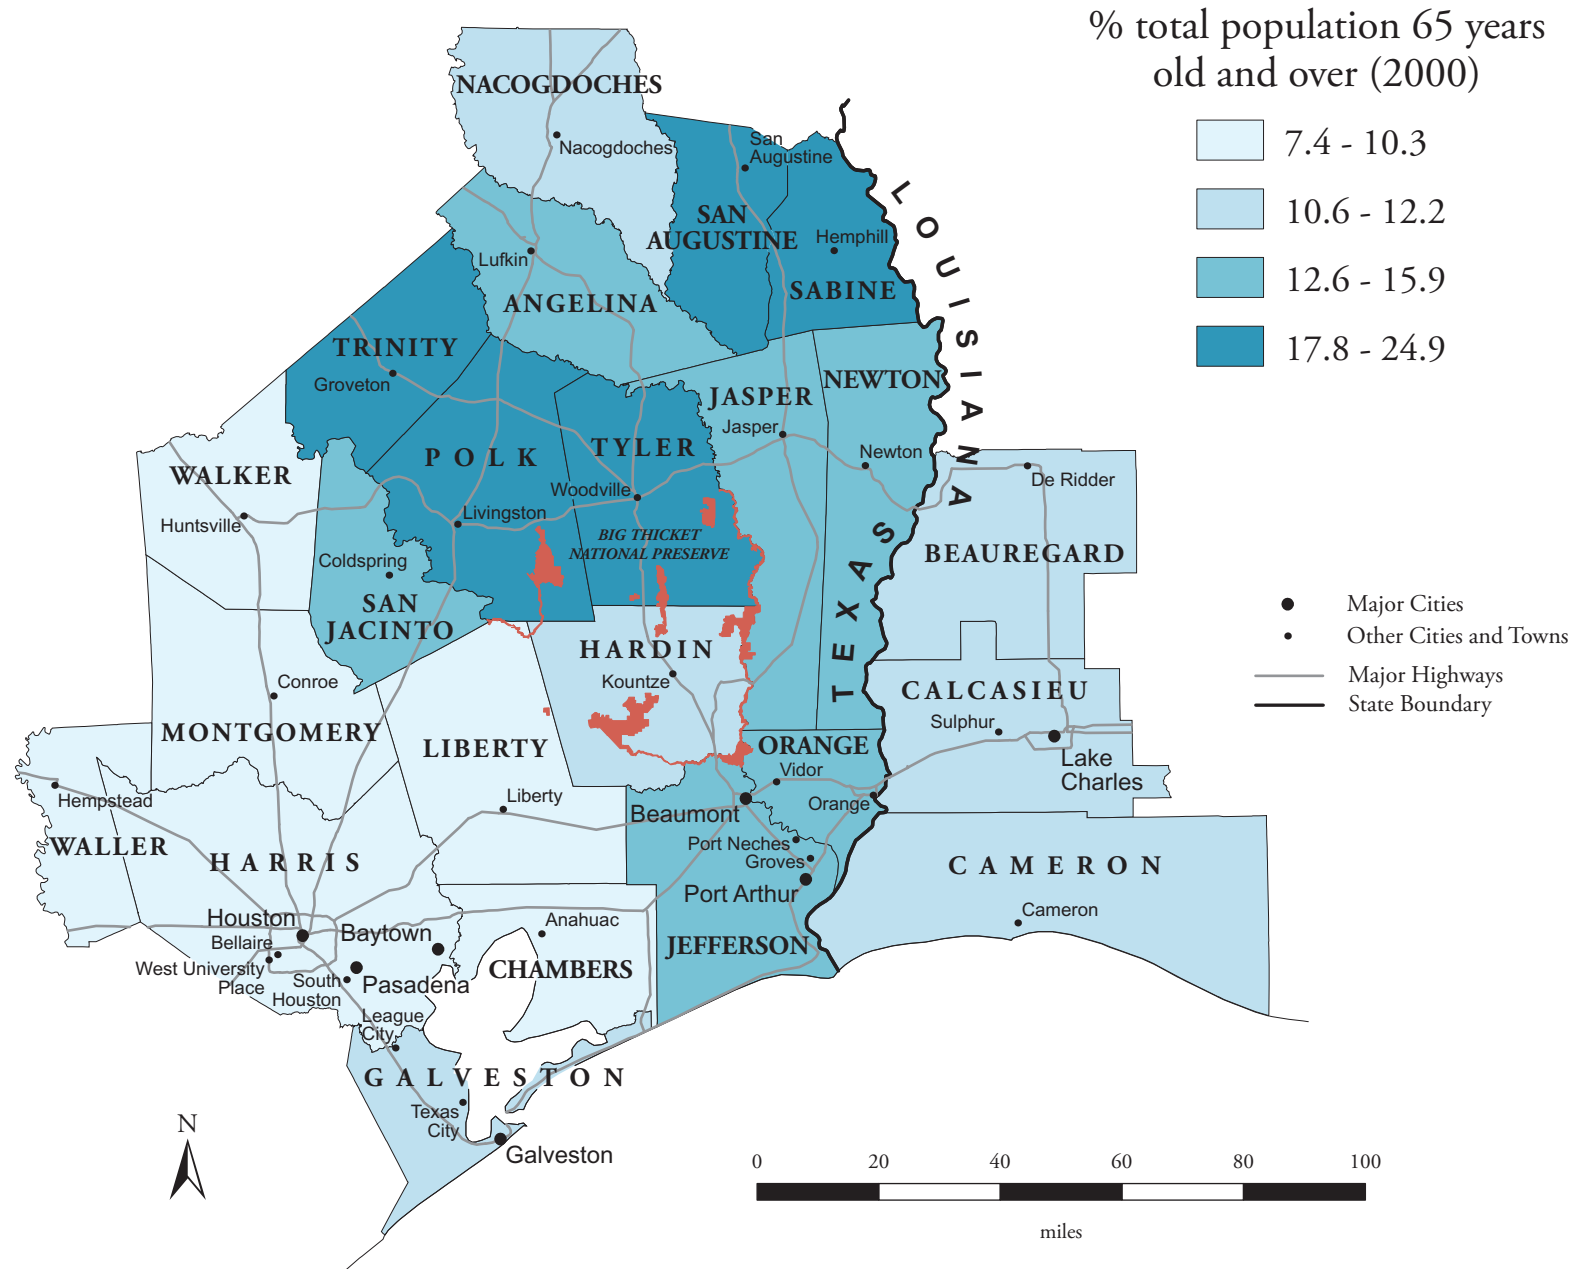 % total population 65 years
old and over (2000)
7.4 - 10.3
10.6 - 12.2
12.6 - 15.9
17.8 - 24.9
NACOGDOCHES
Nacogdoches
San
Augustine
SAN
AUGUSTINE
Hemphill
SABINE
LOUISIANA
Lufkin
ANGELINA
TRINITY
Groveton
JASPER
Jasper
NEWTON
Newton
POLK
TYLER
Woodville
Livingston
BIG THICKET
NATIONAL PRESERVE
WALKER
Huntsville
Coldspring
SAN
JACINTO
De Ridder
BEAUREGARD
TEXAS
HARDIN
Kountze
Conroe
MONTGOMERY
LIBERTY
Liberty
CALCASIEU
Sulphur
Lake
Charles
ORANGE
Vidor
Orange
Beaumont
Port Neches
Groves
Port Arthur
JEFFERSON
CAMERON
Cameron
Hempstead
WALLER
HARRIS
Houston
Bellaire
West University
Place
South
Houston
Baytown
Pasadena
League
City
Anahuac
CHAMBERS
GALVESTON
Texas
City
Galveston
Major Cities
Other Cities and Towns
Major Highways
State Boundary
N
0 20 40 60 80 100
miles